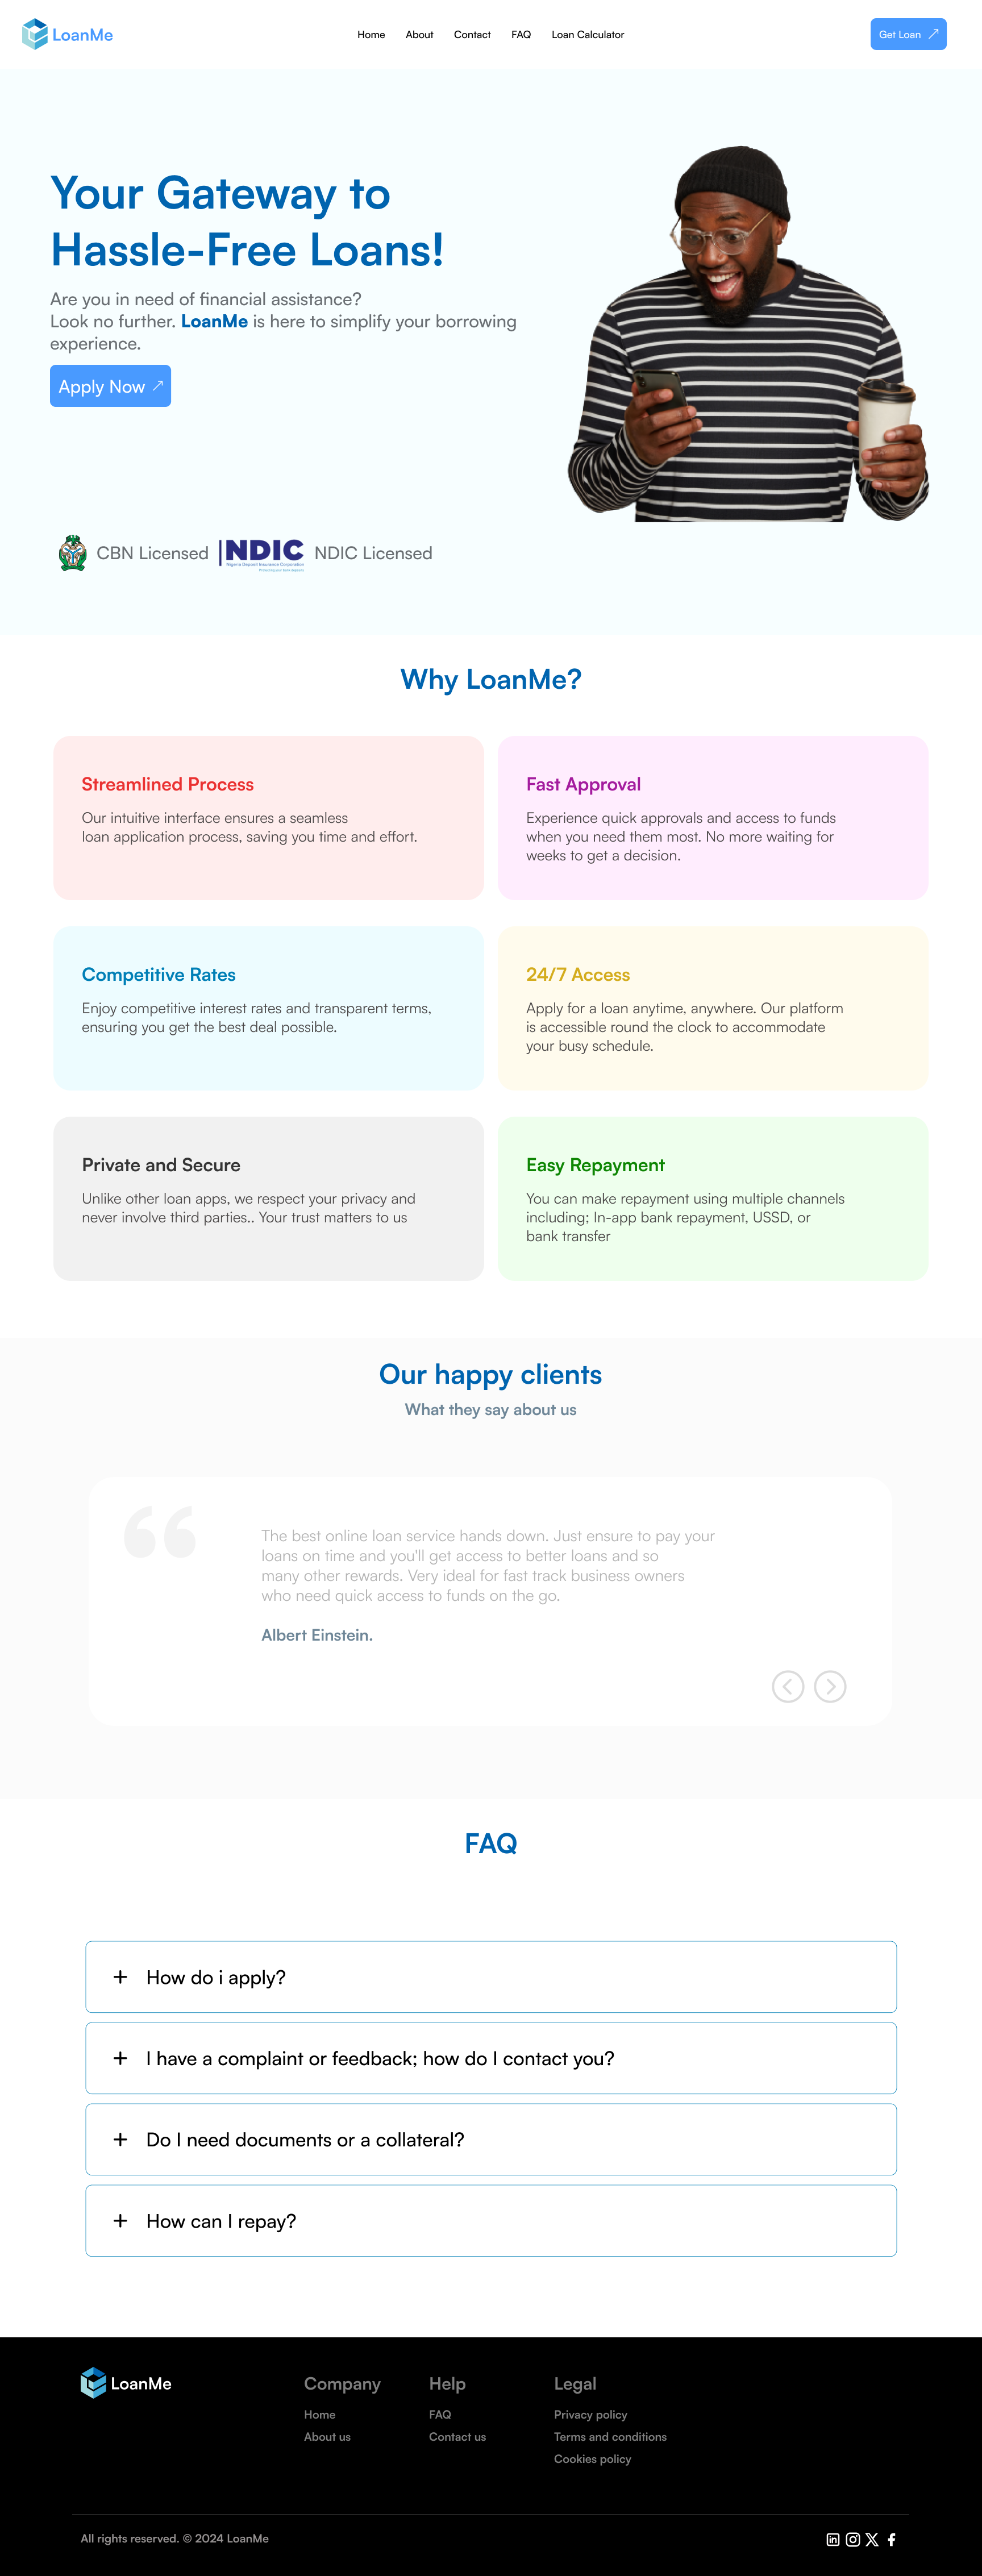 LoanMe
Home About Contact FAQ Loan Calculator
Get Loan
Your Gateway to
Hassle-Free Loans!
Are you in need of financial assistance?
Look no further. LoanMe is here to simplify your borrowing
experience.
Apply Now
CBN Licensed
NDIC
Nigeria Deposit Insurance Corporation
NDIC Licensed
Why LoanMe?
Streamlined Process
Our intuitive interface ensures a seamless
loan application process, saving you time and effort.
Fast Approval
Experience quick approvals and access to funds
when you need them most. No more waiting for
weeks to get a decision.
Competitive Rates
Enjoy competitive interest rates and transparent terms,
ensuring you get the best deal possible.
24/7 Access
Apply for a loan anytime, anywhere. Our platform
is accessible round the clock to accommodate
your busy schedule.
Private and Secure
Unlike other loan apps, we respect your privacy and
never involve third parties.. Your trust matters to us
Easy Repayment
You can make repayment using multiple channels
including; In-app bank repayment, USSD, or
bank transfer
Our happy clients
What they say about us
The best online loan service hands down. Just ensure to pay your
loans on time and you'll get access to better loans and so
many other rewards. Very ideal for fast track business owners
who need quick access to funds on the go.
Albert Einstein.
FAQ
How do i apply?
I have a complaint or feedback; how do I contact you?
Do I need documents or a collateral?
How can I repay?
LoanMe
Company
Home
About us
Help
FAQ
Contact us
Legal
Privacy policy
Terms and conditions
Cookies policy
All rights reserved. © 2024 LoanMe